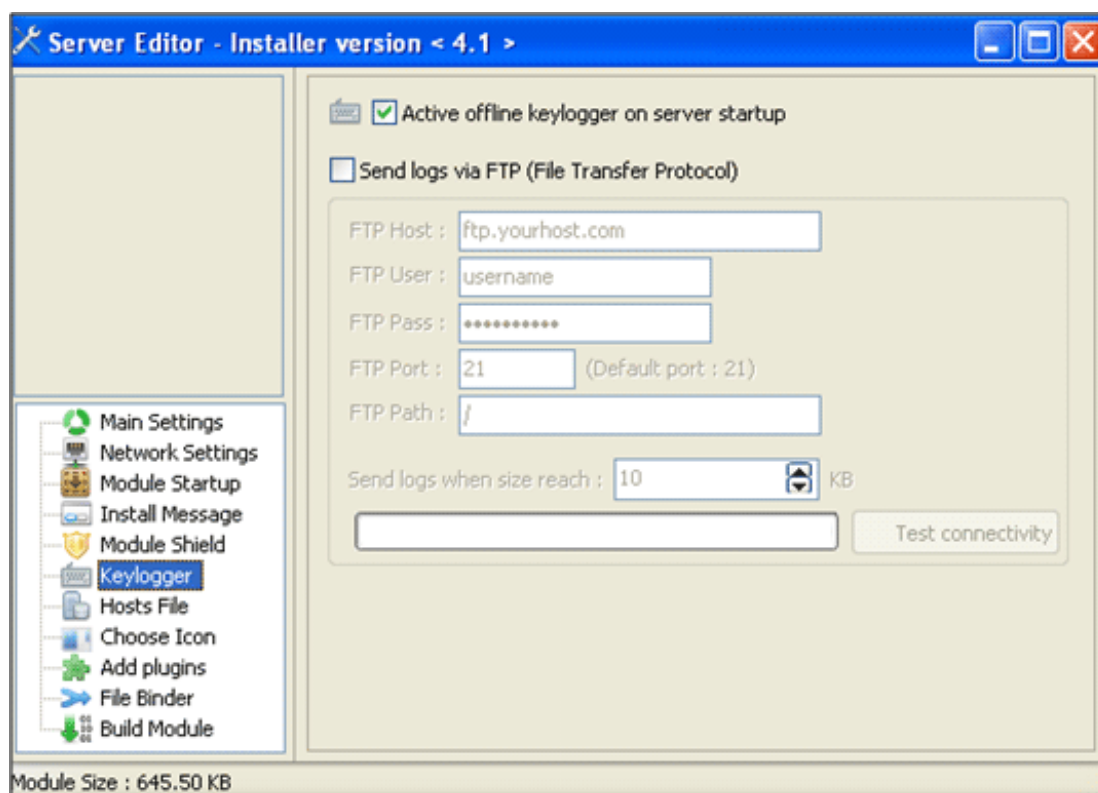 Server Editor - Installer version < 4.1 >
Active offline keylogger on server startup
Send logs via FTP (File Transfer Protocol)
FTP Host : ftp.yourhost.com
FTP User : username
FTP Pass : ••••••••••
FTP Port : 21 (Default port : 21)
FTP Path : /
Send logs when size reach : 10 KB
Test connectivity
Main Settings
Network Settings
Module Startup
Install Message
Module Shield
Keylogger
Hosts File
Choose Icon
Add plugins
File Binder
Build Module
Module Size : 645.50 KB